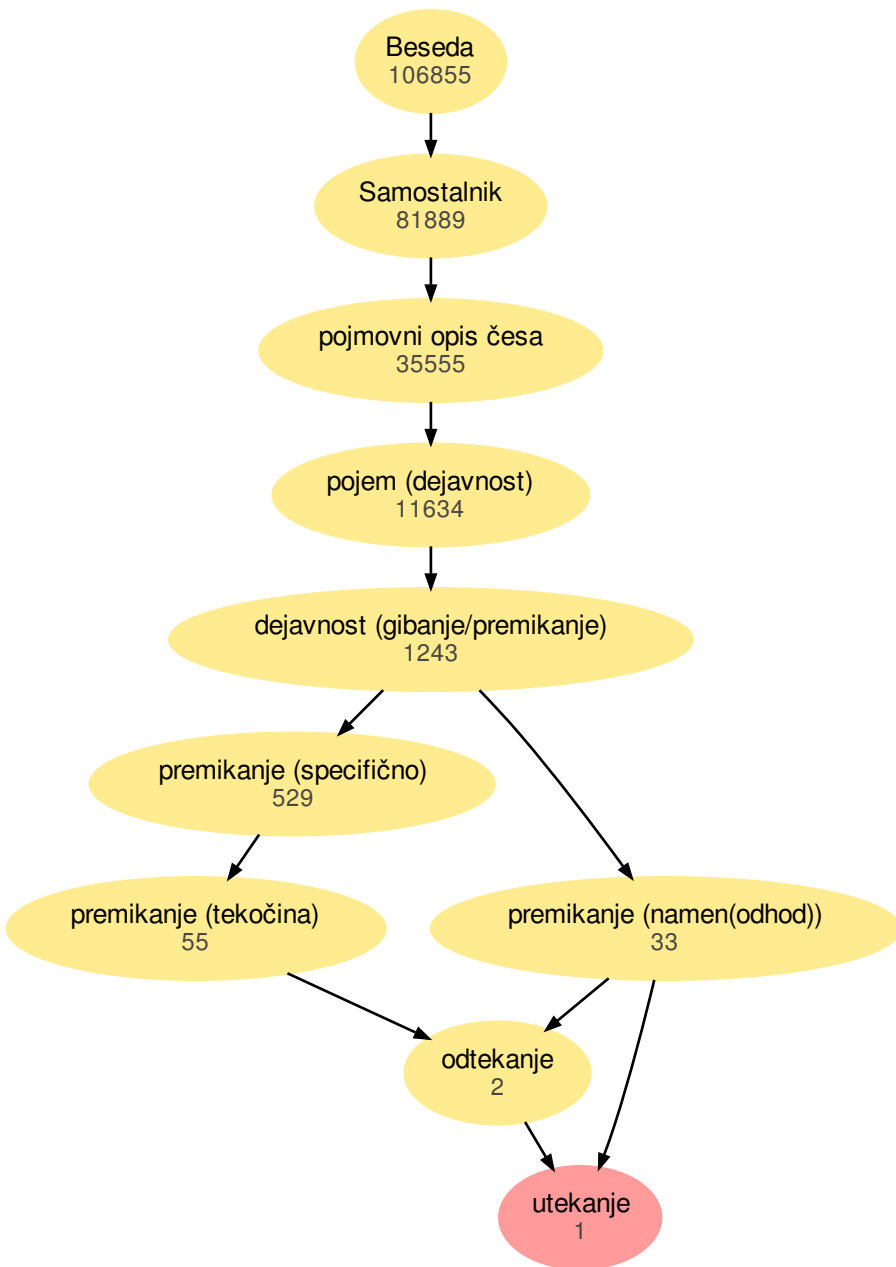 Beseda
106855
Samostalnik
81889
pojmovni opis česa
35555
pojem (dejavnost)
11634
dejavnost (gibanje/premikanje)
1243
premikanje (specifično)
529
premikanje (tekočina)
55
premikanje (namen(odhod))
33
odtekanje
2
utekanje
1